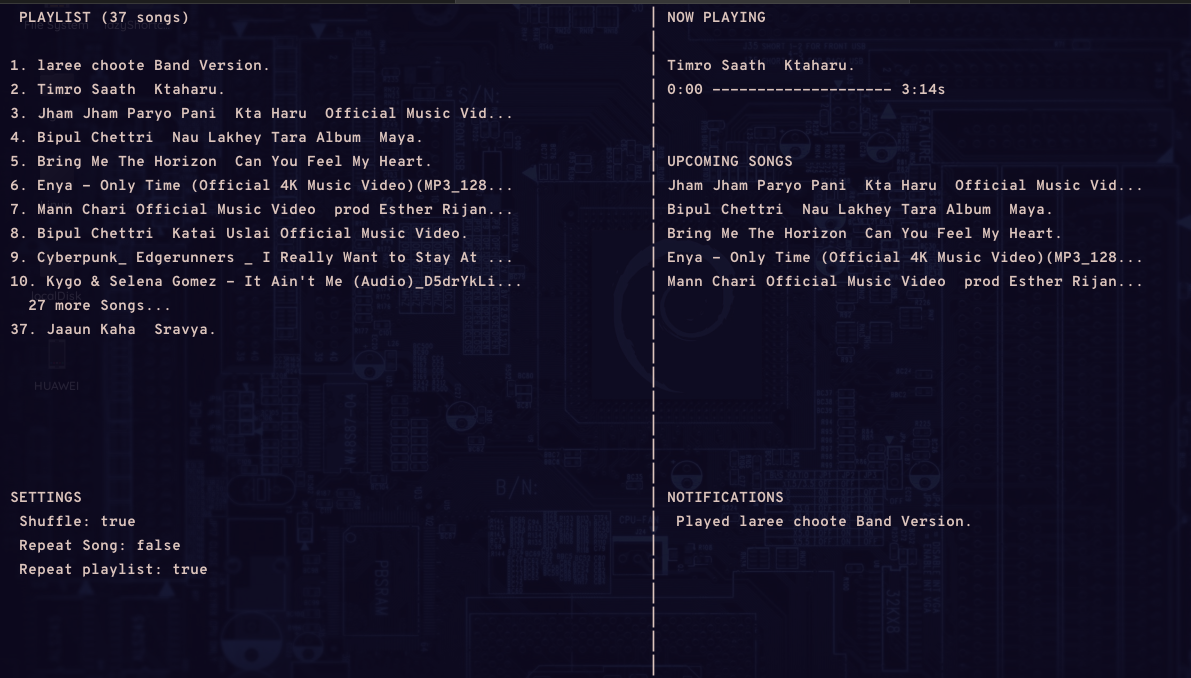 PLAYLIST (37 songs)
1. laree choote Band Version.
2. Timro Saath  Ktaharu.
3. Jham Jham Paryo Pani  Kta Haru  Official Music Vid...
4. Bipul Chettri  Nau Lakhey Tara Album  Maya.
5. Bring Me The Horizon  Can You Feel My Heart.
6. Enya - Only Time (Official 4K Music Video)(MP3_128...
7. Mann Chari Official Music Video  prod Esther Rijan...
8. Bipul Chettri  Katai Uslai Official Music Video.
9. Cyberpunk_ Edgerunners _ I Really Want to Stay At ...
10. Kygo & Selena Gomez - It Ain't Me (Audio)_D5drYkLi...
27 more Songs...
37. Jaaun Kaha  Sravya.
HUAWEI
SETTINGS
Shuffle: true
Repeat Song: false
Repeat playlist: true
NOW PLAYING
Timro Saath  Ktaharu.
0:00 -------------------- 3:14s
UPCOMING SONGS
Jham Jham Paryo Pani  Kta Haru  Official Music Vid...
Bipul Chettri  Nau Lakhey Tara Album  Maya.
Bring Me The Horizon  Can You Feel My Heart.
Enya - Only Time (Official 4K Music Video)(MP3_128...
Mann Chari Official Music Video  prod Esther Rijan...
NOTIFICATIONS
Played laree choote Band Version.
S/N:
B/N:
32KX8